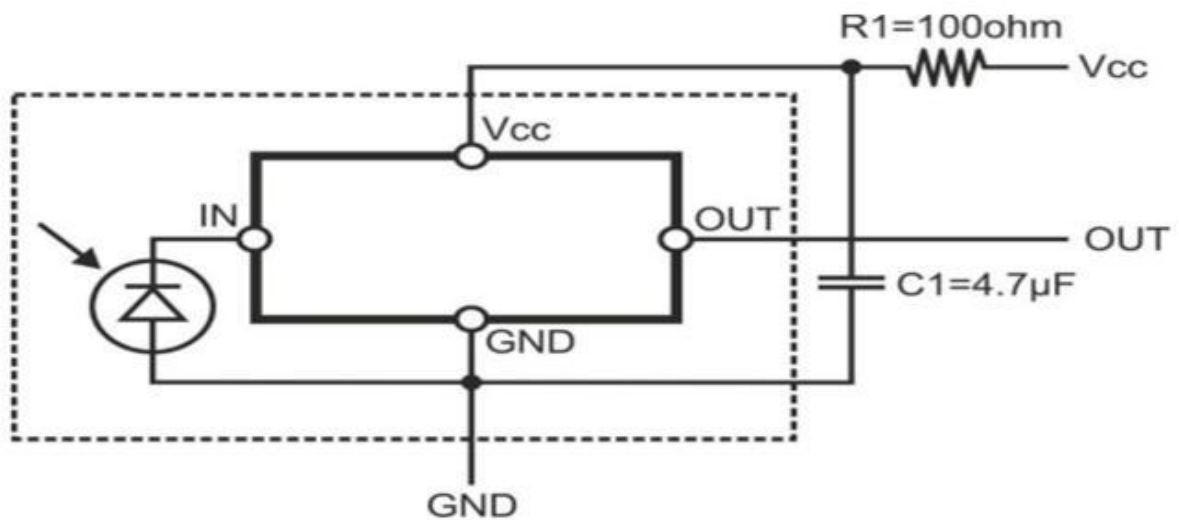 R1=100ohm
Vcc
Vcc
IN
OUT
OUT
C1=4.7μF
GND
GND